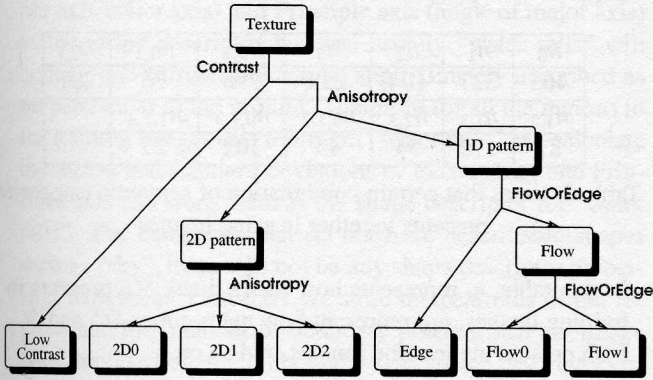 Texture
Contrast
Anisotropy
1D pattern
FlowOrEdge
2D pattern
Flow
Anisotropy
FlowOrEdge
Low
Contrast
2D0
2D1
2D2
Edge
Flow0
Flow1